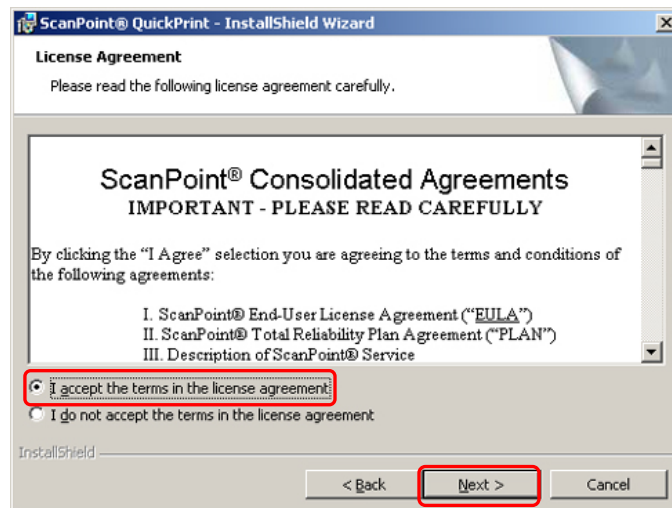 ScanPoint® QuickPrint - InstallShield Wizard
License Agreement
Please read the following license agreement carefully.
ScanPoint® Consolidated Agreements
IMPORTANT - PLEASE READ CAREFULLY
By clicking the “I Agree” selection you are agreeing to the terms and conditions of
the following agreements:
I. ScanPoint® End-User License Agreement (“EULA”)
II. ScanPoint® Total Reliability Plan Agreement (“PLAN”)
III. Description of ScanPoint® Service
I accept the terms in the license agreement
I do not accept the terms in the license agreement
InstallShield
< Back Next > Cancel